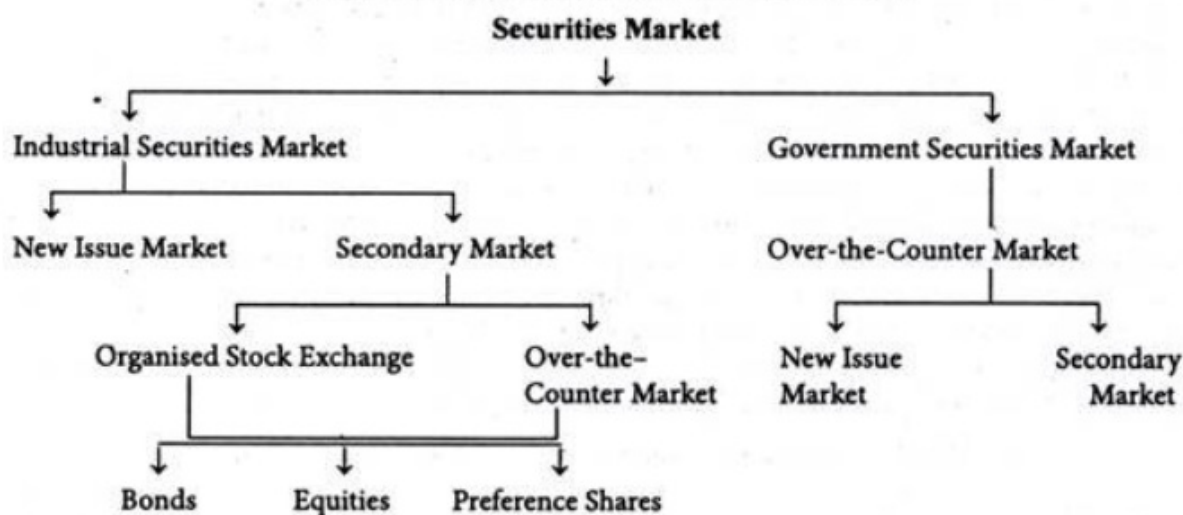 Securities Market
Industrial Securities Market Government Securities Market
New Issue Market Secondary Market Over-the-Counter Market
Organised Stock Exchange Over-the- New Issue Secondary
Counter Market Market Market
Bonds Equities Preference Shares